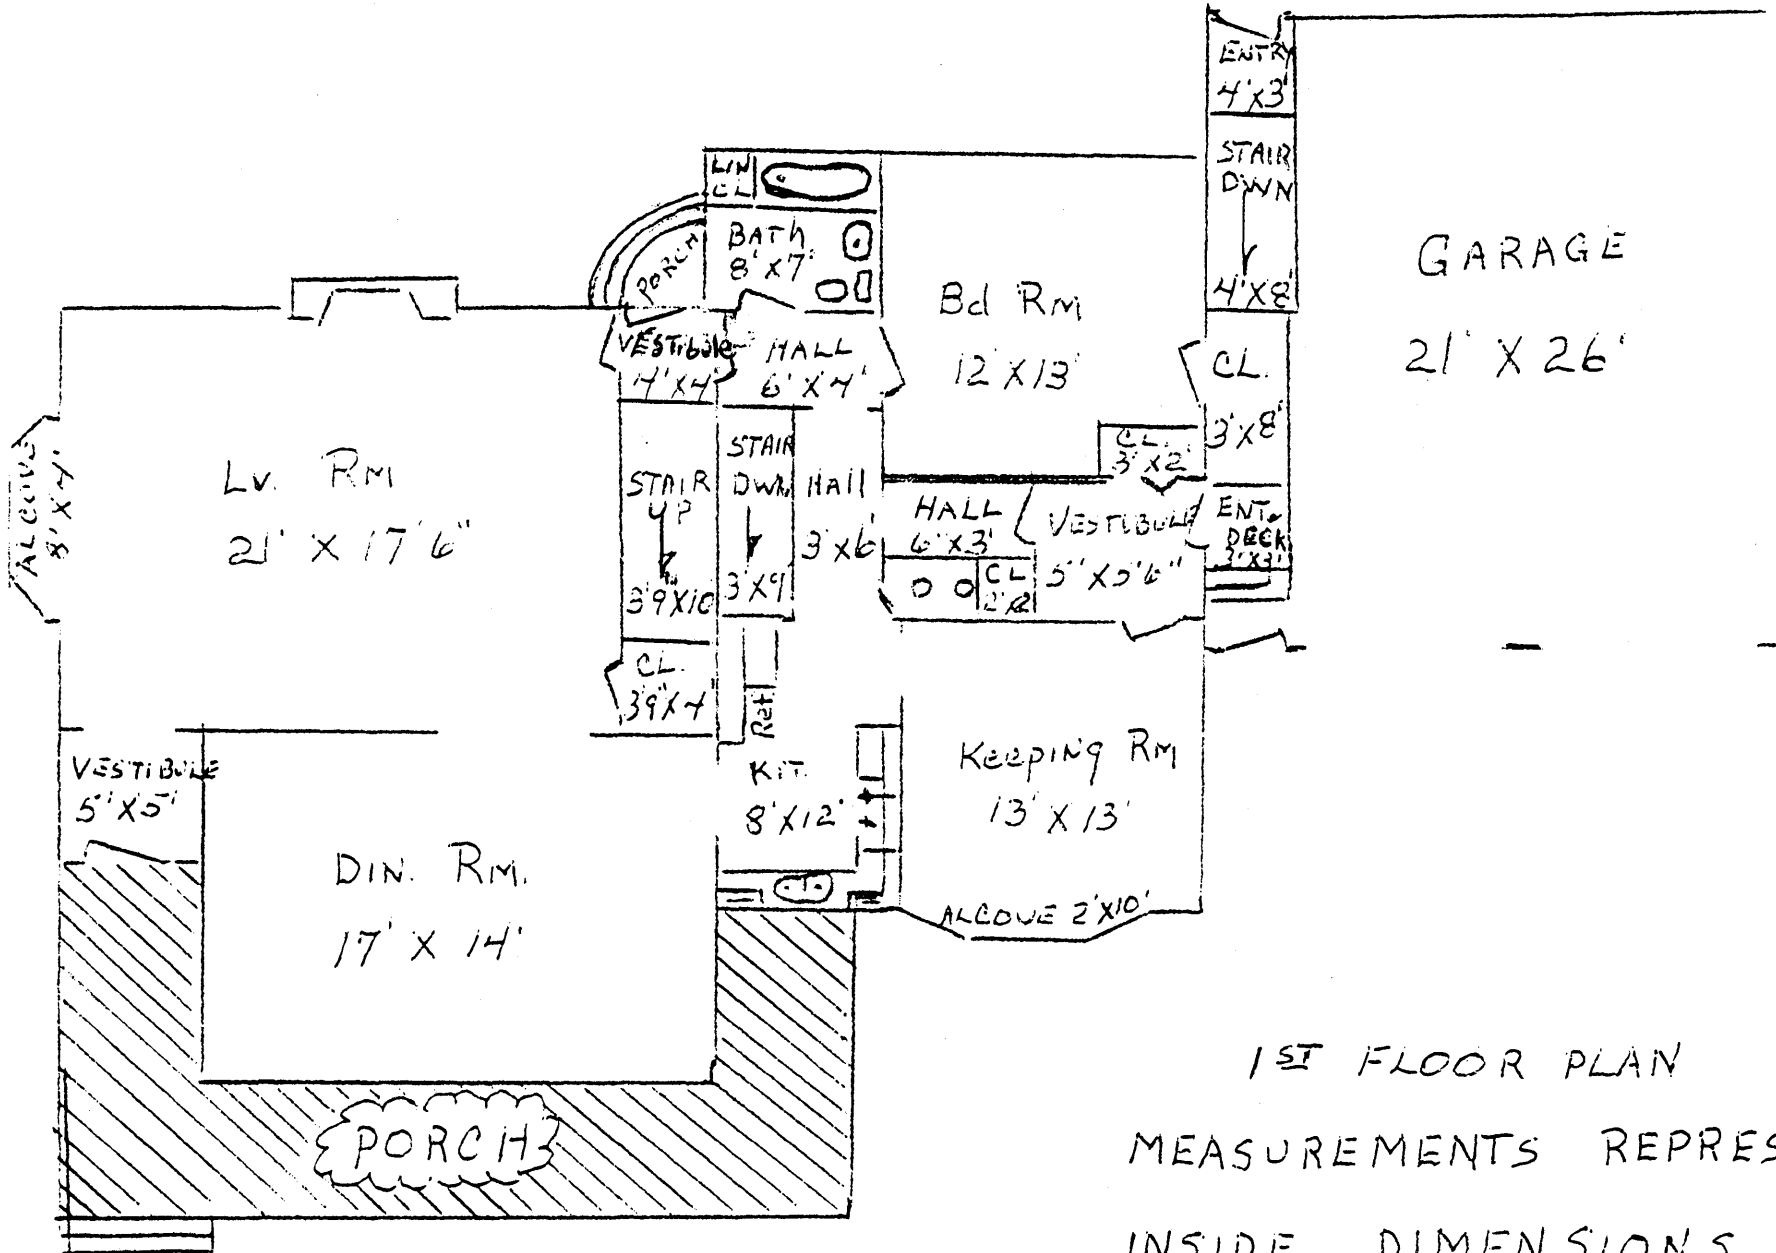 ENTRY
4'X3'
STAIR
DWN
4'X8'
GARAGE
21' X 26'
LIN
CL
BATH
8'X7'
PORCH
Bd RM
12'X13'
VESTIBULE
4'X4'
HALL
6'X4'
CL.
3'X8'
CL.
3'X2'
ALCOVE
8'X4'
LV. RM
21' X 17'6"
STAIR
UP
3'9"X10'
STAIR
DWN
3'X9'
HALL
3'X6'
HALL
6'X3'
VESTIBULE
5'X5'6"
ENT.
DECK
3'X3'
CL
2'X2'
CL.
3'9"X4'
Ref.
VESTIBULE
5'X5'
KIT.
8'X12'
KEEPING RM
13' X 13'
DIN. RM.
17' X 14'
ALCOVE 2'X10'
PORCH
1ST FLOOR PLAN
MEASUREMENTS REPRES
INSIDE DIMENSIONS